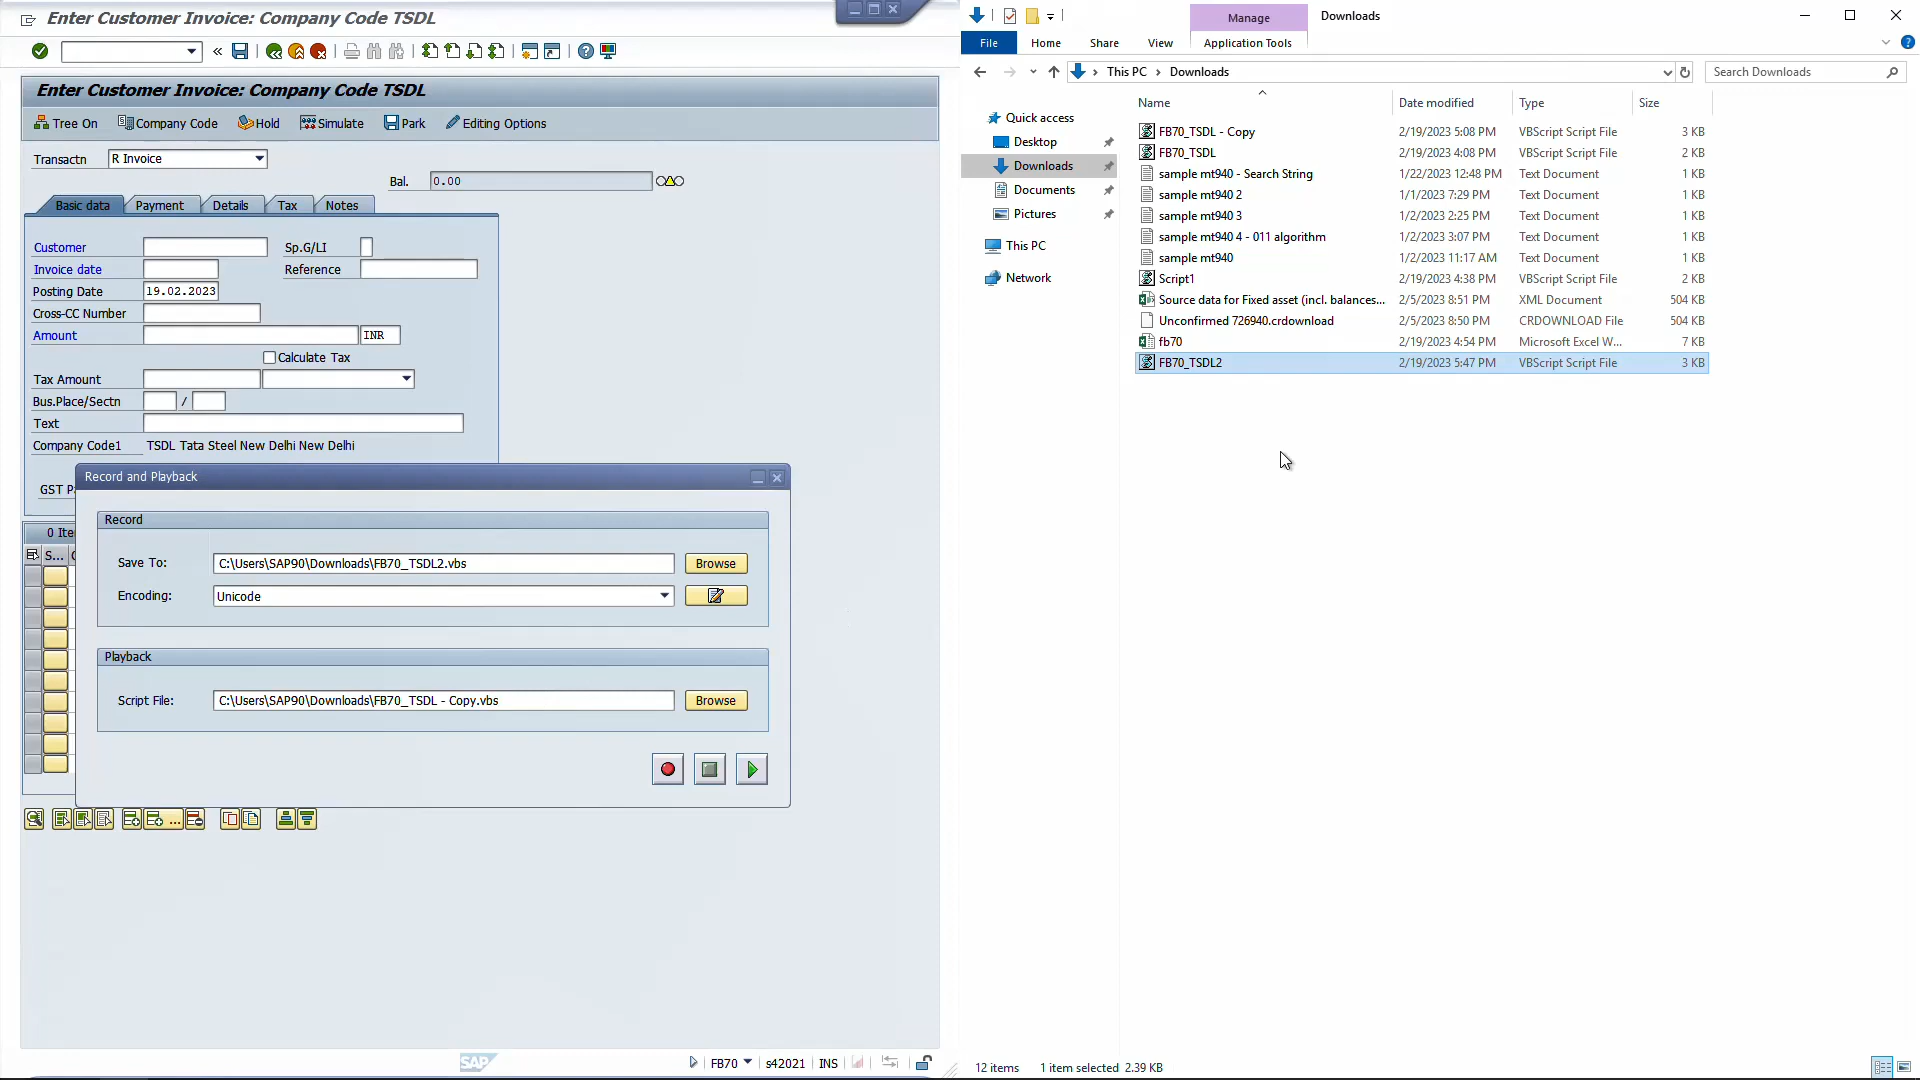 Enter Customer Invoice: Company Code TSDL
Enter Customer Invoice: Company Code TSDL
Tree On Company Code Hold Simulate Park Editing Options
Transactn R Invoice
Bal. 0.00
Basic data Payment Details Tax Notes
Customer Sp.G/LI
Invoice date Reference
Posting Date 19.02.2023
Cross-CC Number
Amount INR
Calculate Tax
Tax Amount
Bus.Place/Sectn /
Text
Company Code1 TSDL Tata Steel New Delhi New Delhi
GST P
0 Ite
S...
Record and Playback
Record
Save To: C:\Users\SAP90\Downloads\FB70_TSDL2.vbs Browse
Encoding: Unicode
Playback
Script File: C:\Users\SAP90\Downloads\FB70_TSDL - Copy.vbs Browse
SAP FB70 s42021 INS
Manage Downloads
File Home Share View Application Tools
This PC Downloads Search Downloads
Quick access
Desktop
Downloads
Documents
Pictures
This PC
Network
Name Date modified Type Size
FB70_TSDL - Copy 2/19/2023 5:08 PM VBScript Script File 3 KB
FB70_TSDL 2/19/2023 4:08 PM VBScript Script File 2 KB
sample mt940 - Search String 1/22/2023 12:48 PM Text Document 1 KB
sample mt940 2 1/1/2023 7:29 PM Text Document 1 KB
sample mt940 3 1/2/2023 2:25 PM Text Document 1 KB
sample mt940 4 - 011 algorithm 1/2/2023 3:07 PM Text Document 1 KB
sample mt940 1/2/2023 11:17 AM Text Document 1 KB
Script1 2/19/2023 4:38 PM VBScript Script File 2 KB
Source data for Fixed asset (incl. balances... 2/5/2023 8:51 PM XML Document 504 KB
Unconfirmed 726940.crdownload 2/5/2023 8:50 PM CRDOWNLOAD File 504 KB
fb70 2/19/2023 4:54 PM Microsoft Excel W... 7 KB
FB70_TSDL2 2/19/2023 5:47 PM VBScript Script File 3 KB
12 items 1 item selected 2.39 KB